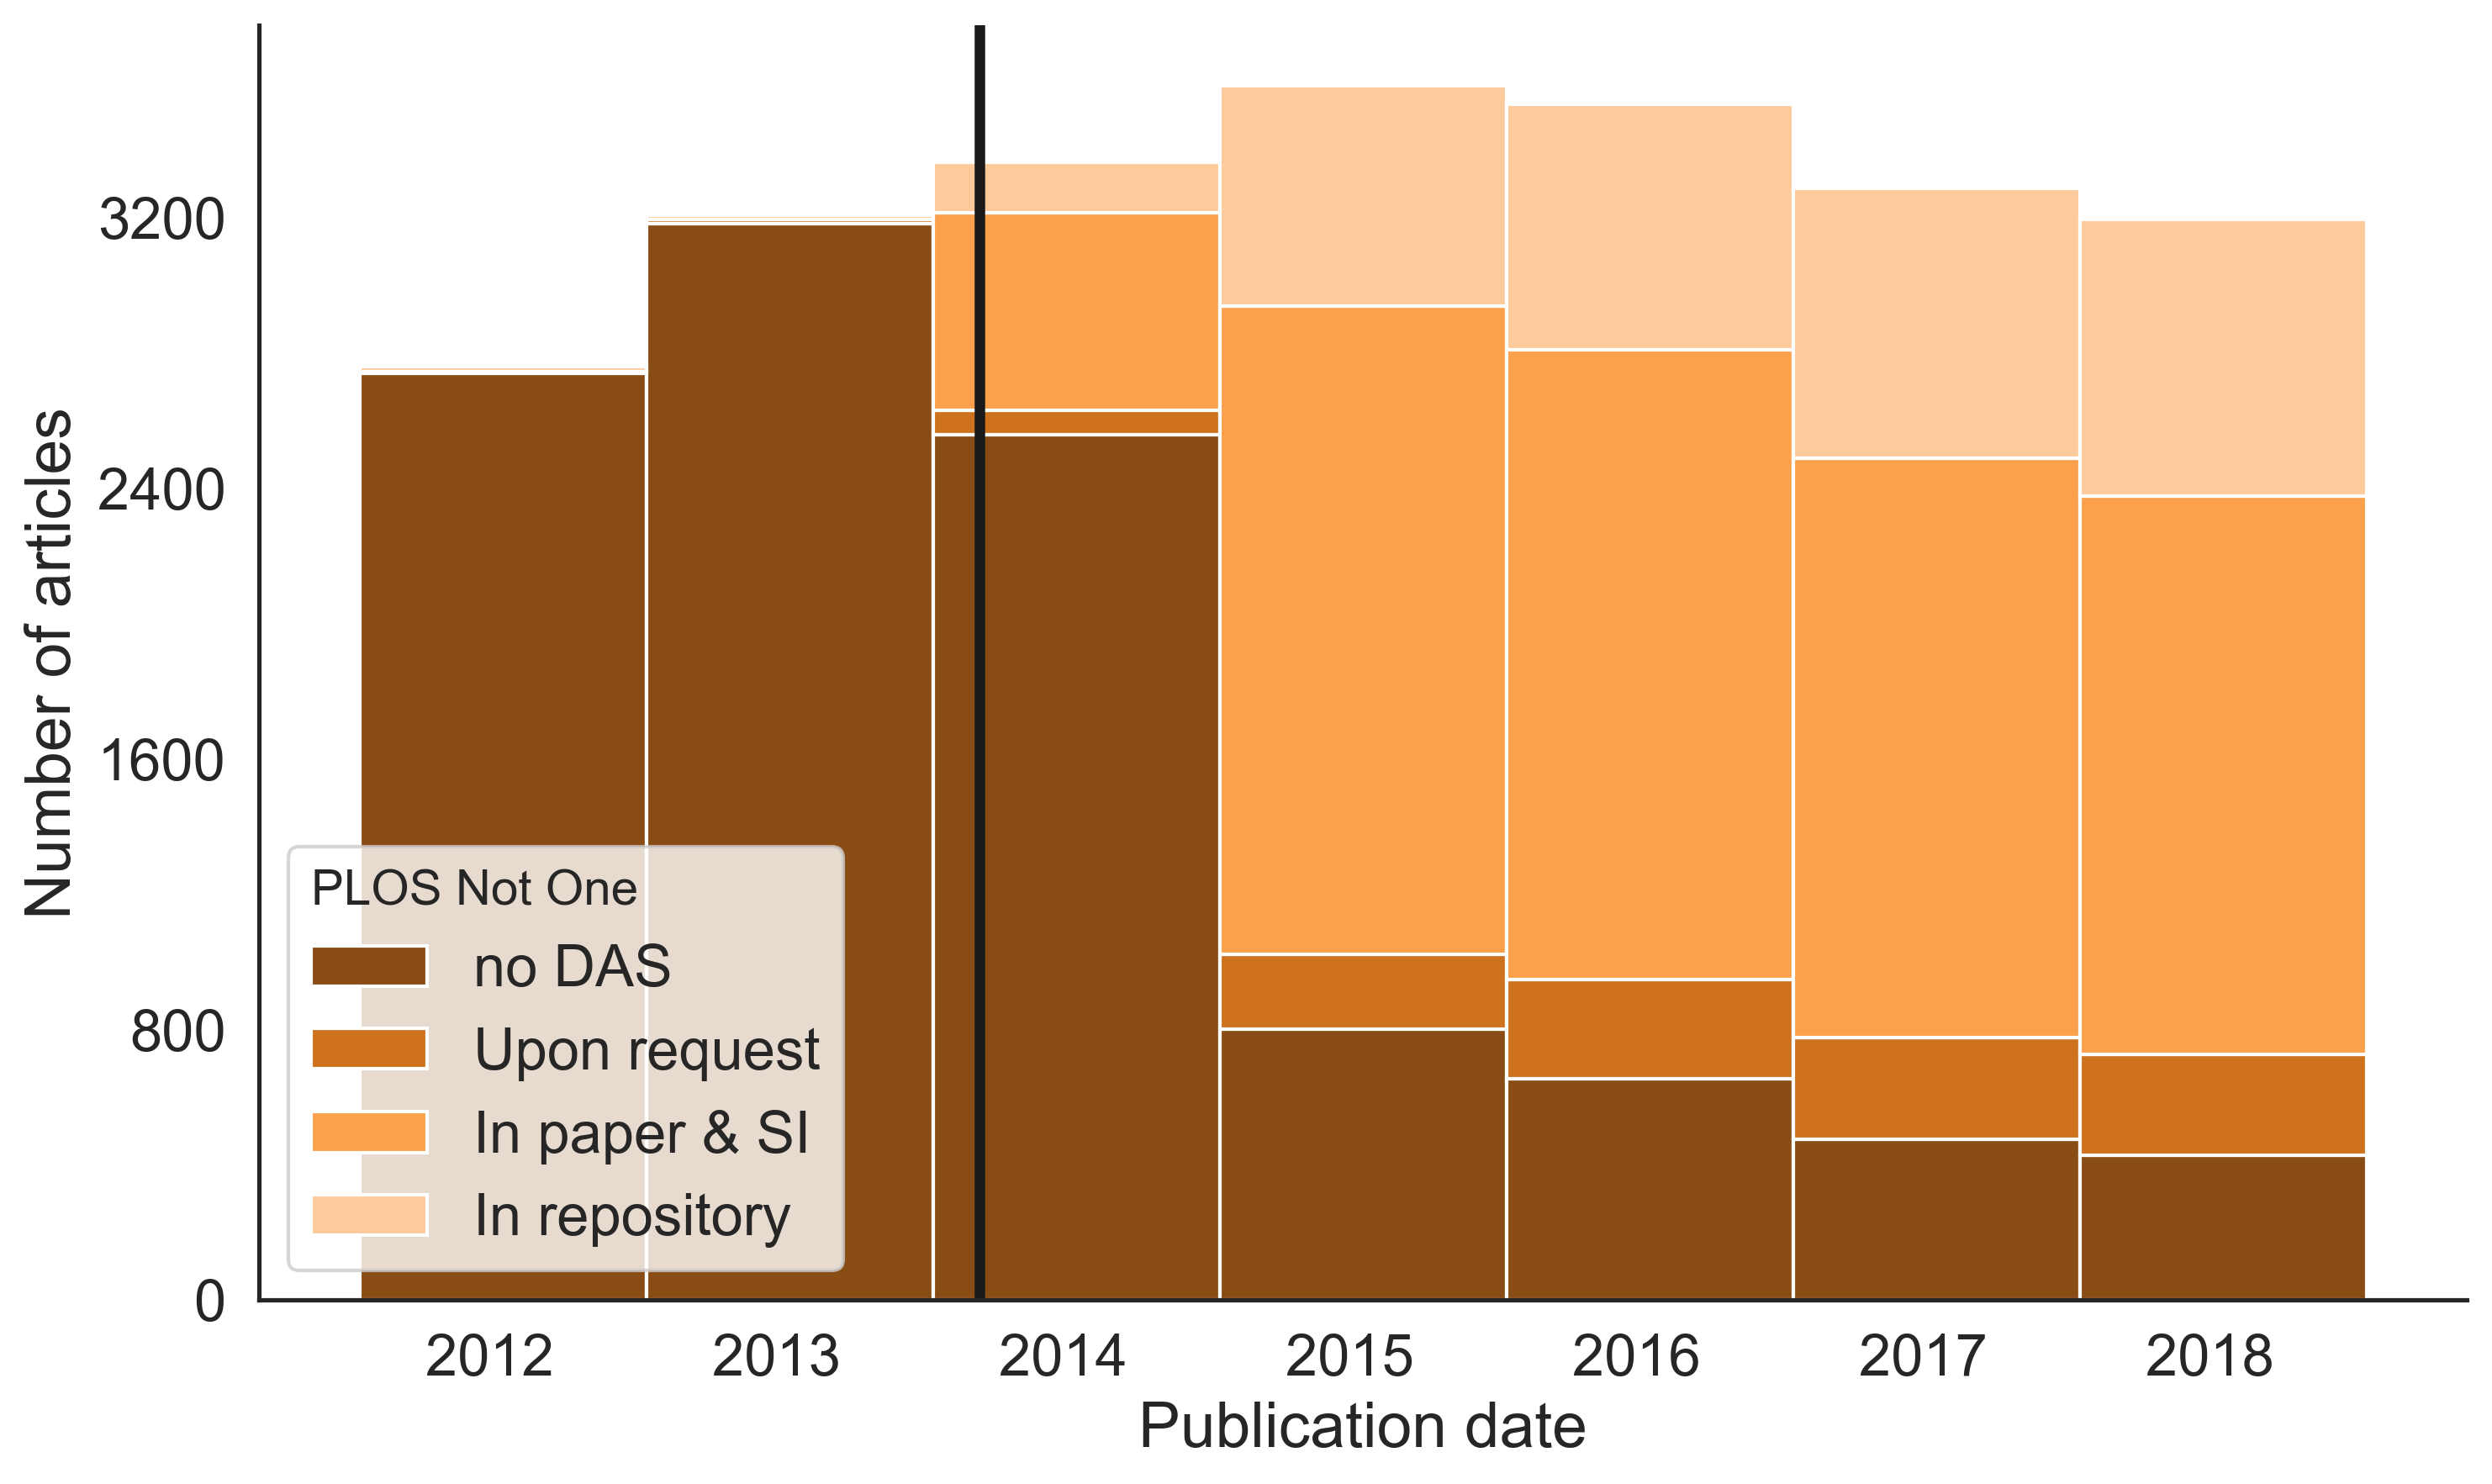 Number of articles
3200
2400
1600
800
0
PLOS Not One
no DAS
Upon request
In paper & SI
In repository
2012 2013 2014 2015 2016 2017 2018
Publication date